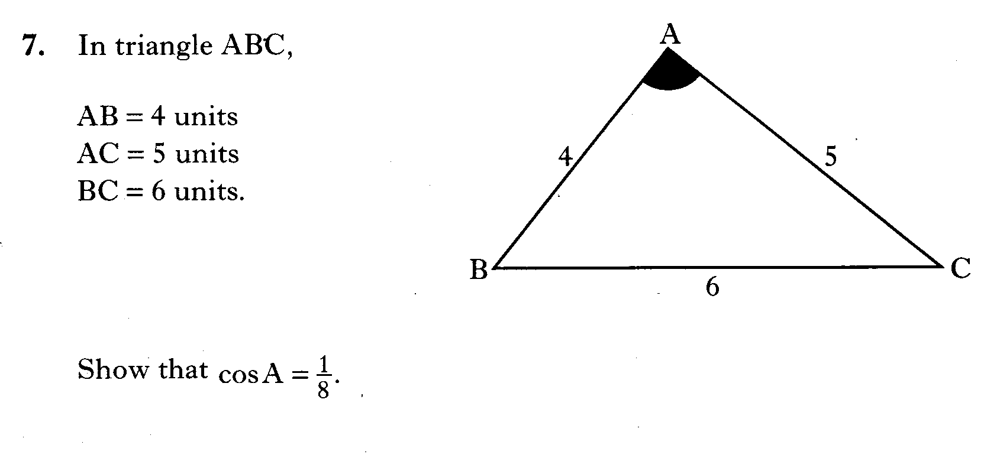 7. In triangle ABC,
A
AB = 4 units
AC = 5 units
4
5
BC = 6 units.
B
C
6
Show that cos A = 1/8.